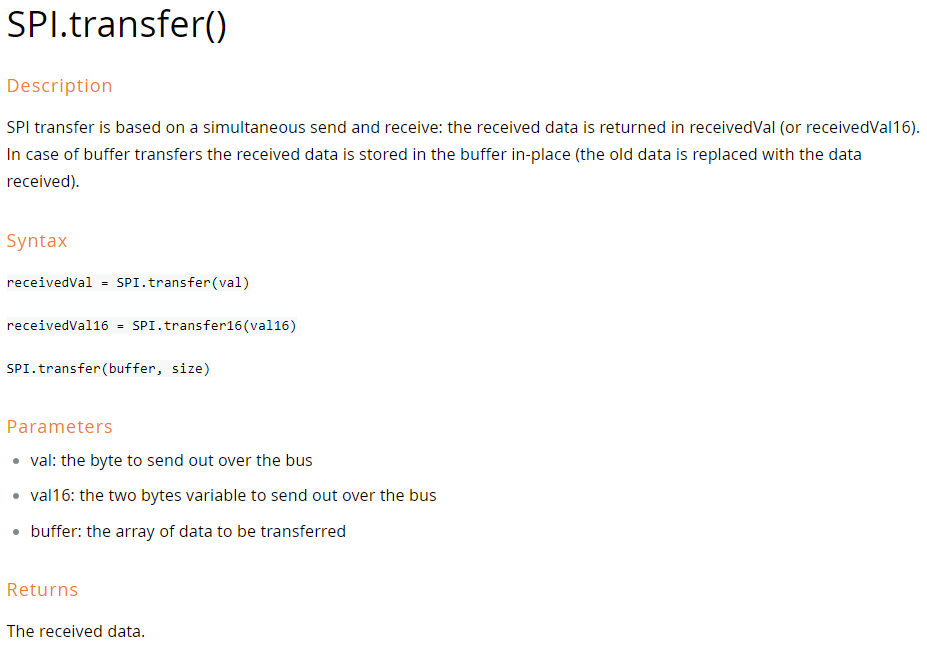 SPI.transfer()
Description
SPI transfer is based on a simultaneous send and receive: the received data is returned in receivedVal (or receivedVal16).
In case of buffer transfers the received data is stored in the buffer in-place (the old data is replaced with the data
received).
Syntax
receivedVal = SPI.transfer(val)
receivedVal16 = SPI.transfer16(val16)
SPI.transfer(buffer, size)
Parameters
• val: the byte to send out over the bus
• val16: the two bytes variable to send out over the bus
• buffer: the array of data to be transferred
Returns
The received data.